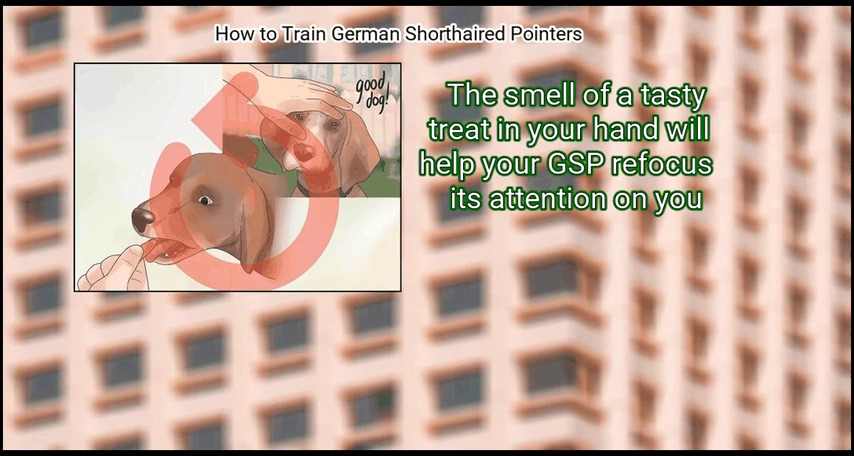 How to Train German Shorthaired Pointers
good
dog!
The smell of a tasty
treat in your hand will
help your GSP refocus
its attention on you